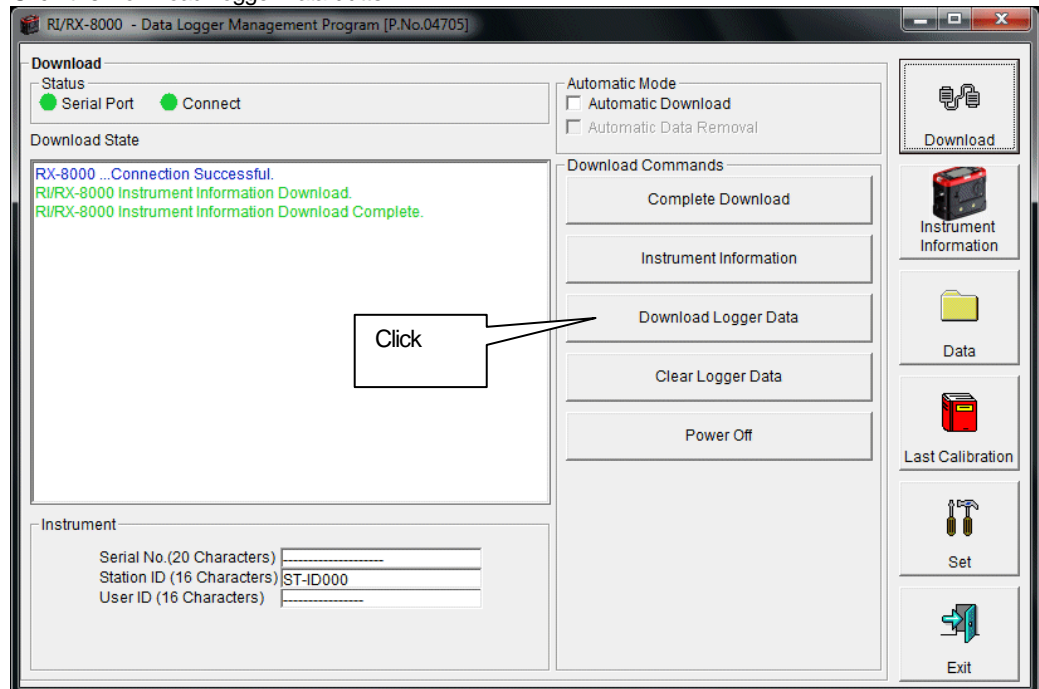 RI/RX-8000 - Data Logger Management Program [P.No.04705]
Download
Status
Serial Port Connect
Download State
RX-8000 ...Connection Successful.
RI/RX-8000 Instrument Information Download.
RI/RX-8000 Instrument Information Download Complete.
Automatic Mode
Automatic Download
Automatic Data Removal
Download Commands
Complete Download
Instrument Information
Download Logger Data
Clear Logger Data
Power Off
Click
Instrument
Serial No.(20 Characters) --------------------
Station ID (16 Characters) ST-ID000
User ID (16 Characters) ----------------
Download
Instrument
Information
Data
Last Calibration
Set
Exit